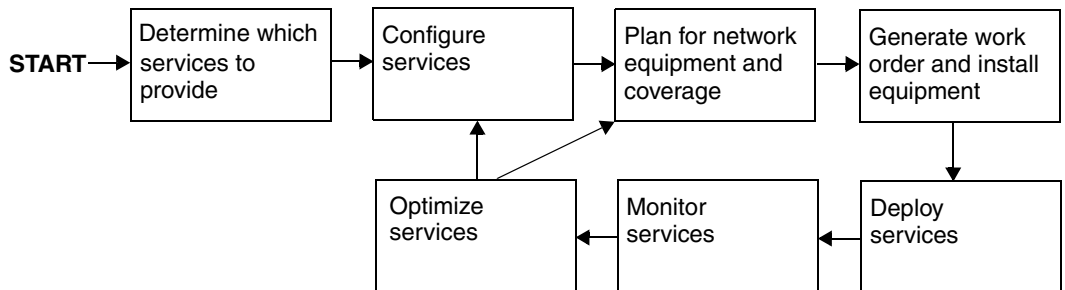 START
Determine which
services to
provide
Configure
services
Plan for network
equipment and
coverage
Generate work
order and install
equipment
Optimize
services
Monitor
services
Deploy
services